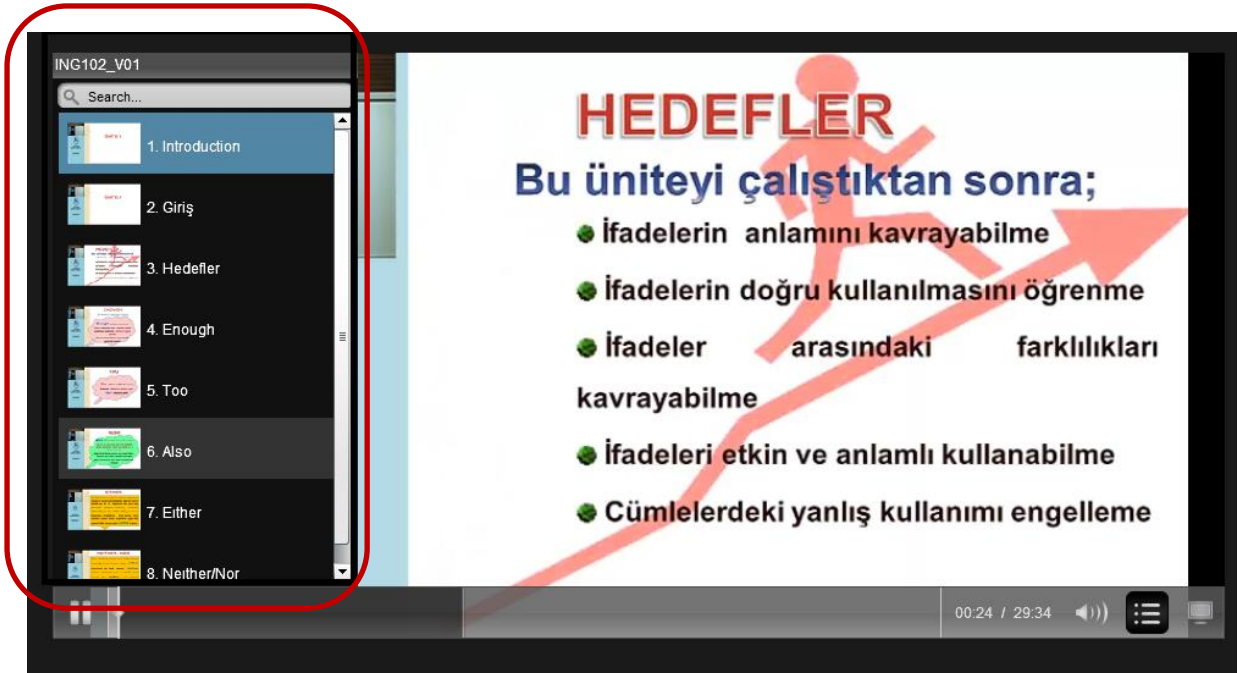 ING102_V01
Search...
1. Introduction
2. Giriş
3. Hedefler
4. Enough
5. Too
6. Also
7. Eıther
8. Neıther/Nor
HEDEFLER
Bu üniteyi çalıştıktan sonra;
İfadelerin anlamını kavrayabilme
İfadelerin doğru kullanılmasını öğrenme
İfadeler arasındaki farklılıkları
kavrayabilme
İfadeleri etkin ve anlamlı kullanabilme
Cümlelerdeki yanlış kullanımı engelleme
00:24 / 29:34